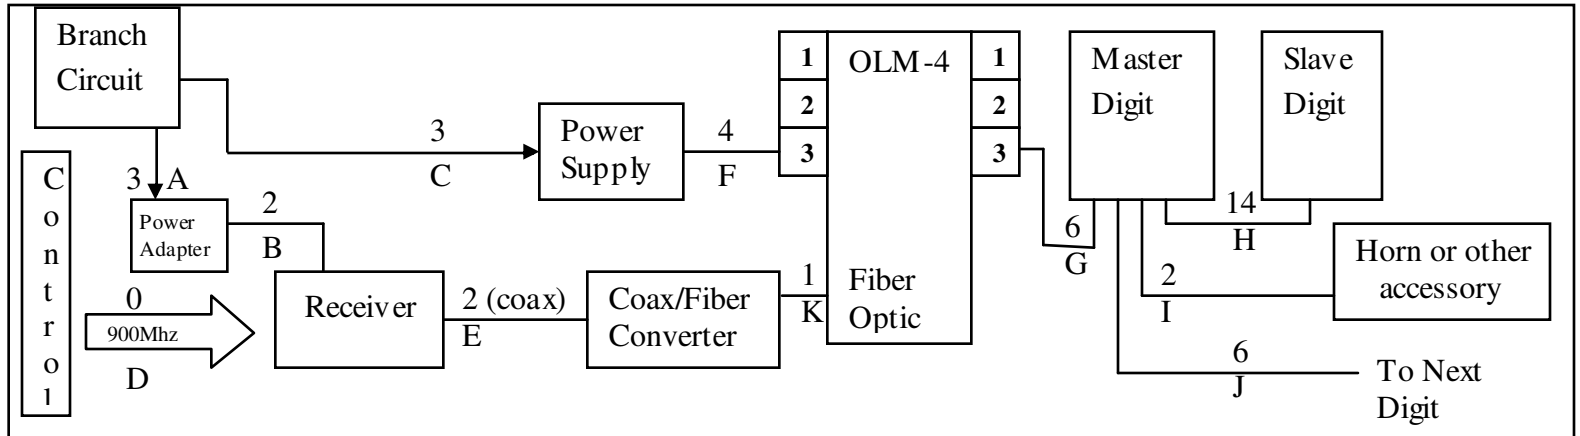 Branch
Circuit
Control
3 A
Power
Adapter
2
B
3
C
Power
Supply
4
F
0
900Mhz
D
Receiver
2 (coax)
E
Coax/Fiber
Converter
1
K
1
2
3
OLM-4
Fiber
Optic
1
2
3
6
G
Master
Digit
Slave
Digit
14
H
2
I
Horn or other
accessory
6
J
To Next
Digit